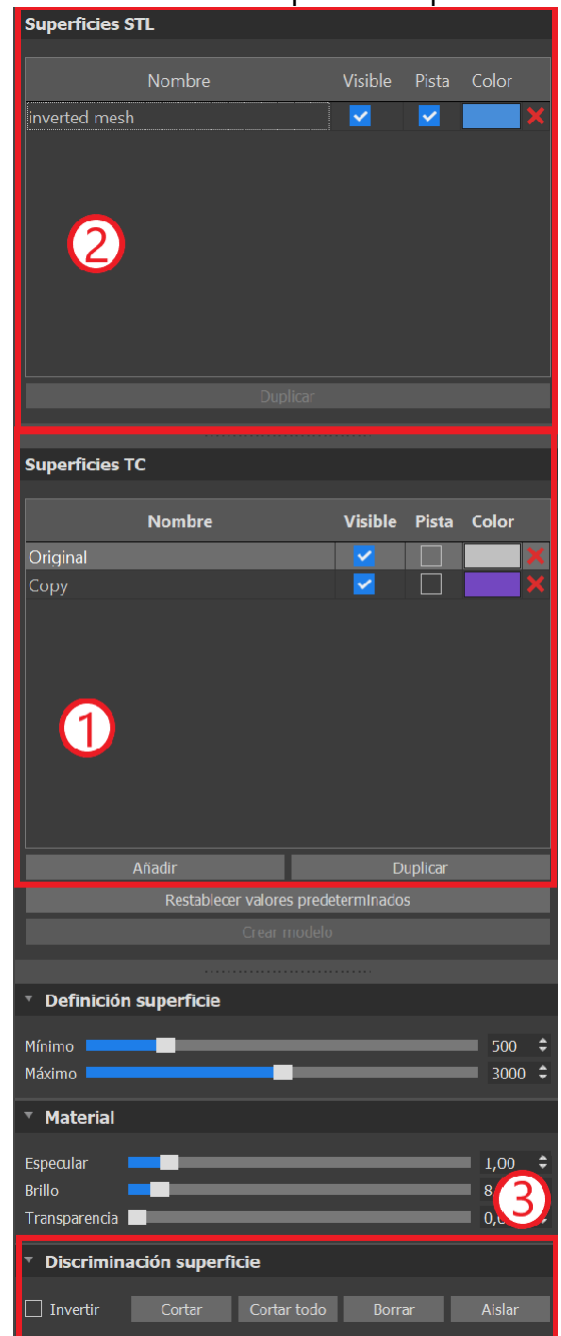 Superficies STL
Nombre Visible Pista Color
inverted mesh
2
Duplicar
Superficies TC
Nombre Visible Pista Color
Original
Copy
1
Añadir Duplicar
Restablecer valores predeterminados
Crear modelo
Definición superficie
Mínimo 500
Máximo 3000
Material
Especular 1,00
Brillo
3
Transparencia
Discriminación superficie
Invertir Cortar Cortar todo Borrar Aislar